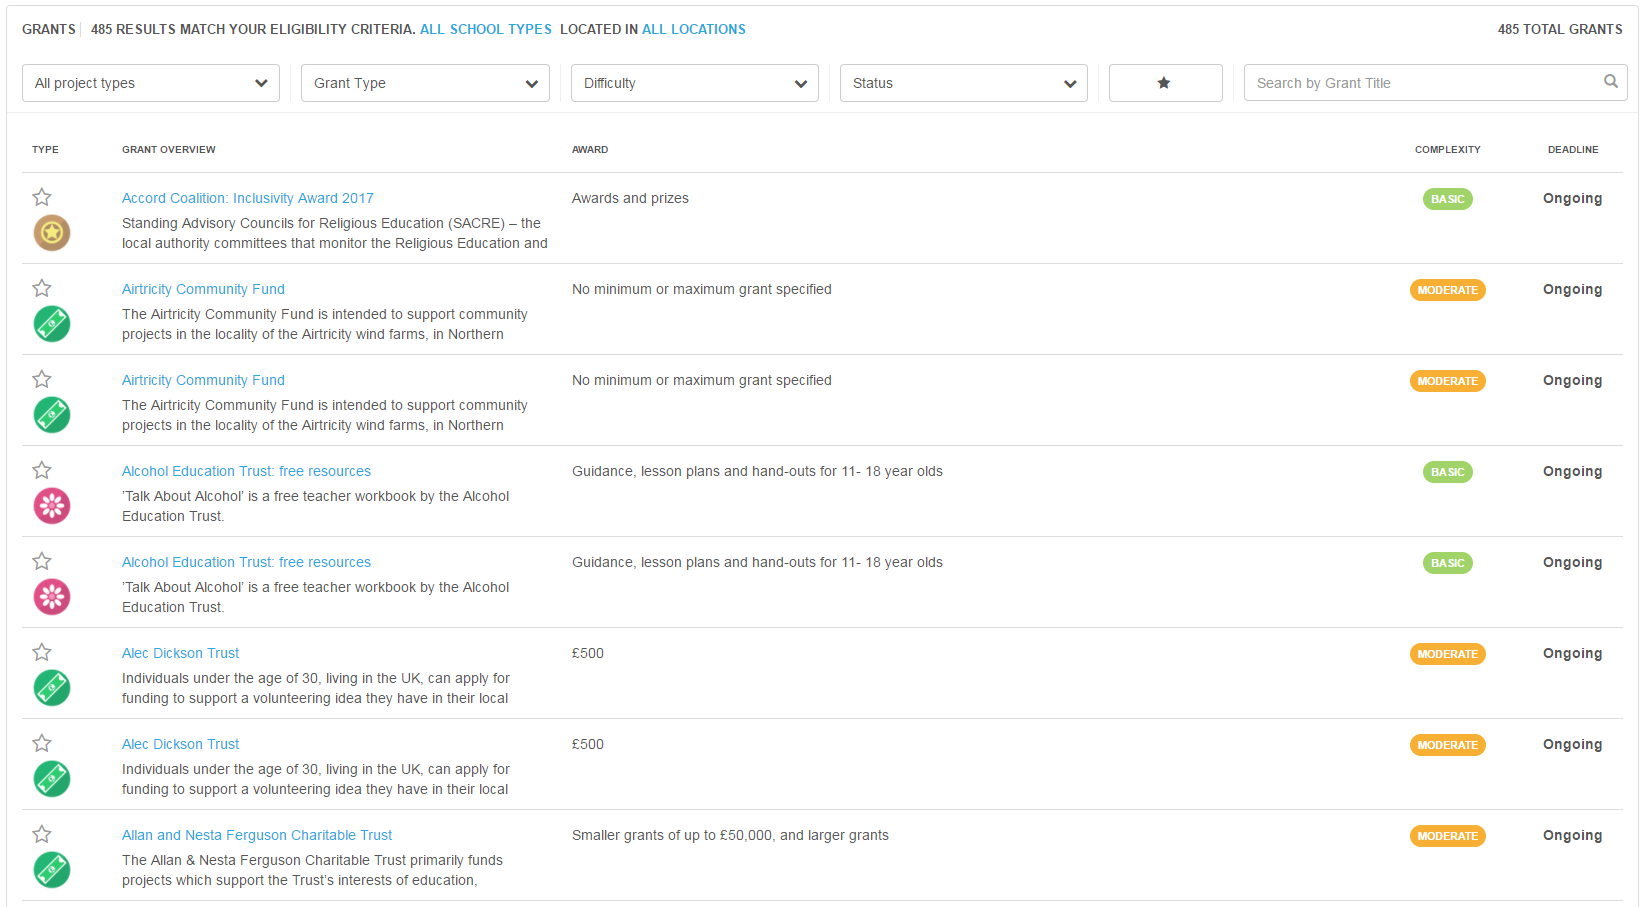 GRANTS 485 RESULTS MATCH YOUR ELIGIBILITY CRITERIA. ALL SCHOOL TYPES LOCATED IN ALL LOCATIONS 485 TOTAL GRANTS
All project types Grant Type Difficulty Status Search by Grant Title
TYPE GRANT OVERVIEW AWARD COMPLEXITY DEADLINE
Accord Coalition: Inclusivity Award 2017 Awards and prizes BASIC Ongoing
Standing Advisory Councils for Religious Education (SACRE) – the
local authority committees that monitor the Religious Education and
Airtricity Community Fund No minimum or maximum grant specified MODERATE Ongoing
The Airtricity Community Fund is intended to support community
projects in the locality of the Airtricity wind farms, in Northern
Airtricity Community Fund No minimum or maximum grant specified MODERATE Ongoing
The Airtricity Community Fund is intended to support community
projects in the locality of the Airtricity wind farms, in Northern
Alcohol Education Trust: free resources Guidance, lesson plans and hand-outs for 11- 18 year olds BASIC Ongoing
'Talk About Alcohol' is a free teacher workbook by the Alcohol
Education Trust.
Alcohol Education Trust: free resources Guidance, lesson plans and hand-outs for 11- 18 year olds BASIC Ongoing
'Talk About Alcohol' is a free teacher workbook by the Alcohol
Education Trust.
Alec Dickson Trust £500 MODERATE Ongoing
Individuals under the age of 30, living in the UK, can apply for
funding to support a volunteering idea they have in their local
Alec Dickson Trust £500 MODERATE Ongoing
Individuals under the age of 30, living in the UK, can apply for
funding to support a volunteering idea they have in their local
Allan and Nesta Ferguson Charitable Trust Smaller grants of up to £50,000, and larger grants MODERATE Ongoing
The Allan & Nesta Ferguson Charitable Trust primarily funds
projects which support the Trust's interests of education,